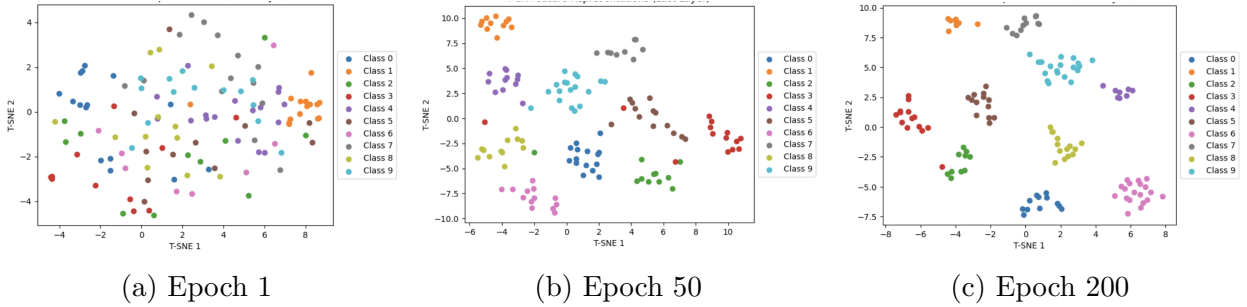 4
2
0
−2
−4
−4
−2
0
2
4
6
8
T-SNE 1
T-SNE 2
Class 0
Class 1
Class 2
Class 3
Class 4
Class 5
Class 6
Class 7
Class 8
Class 9
(a) Epoch 1
10.0
7.5
5.0
2.5
0.0
−2.5
−5.0
−7.5
−10.0
−6
−4
−2
0
2
4
6
8
10
T-SNE 1
T-SNE 2
Class 0
Class 1
Class 2
Class 3
Class 4
Class 5
Class 6
Class 7
Class 8
Class 9
(b) Epoch 50
10.0
7.5
5.0
2.5
0.0
−2.5
−5.0
−7.5
−8
−6
−4
−2
0
2
4
6
8
T-SNE 1
T-SNE 2
Class 0
Class 1
Class 2
Class 3
Class 4
Class 5
Class 6
Class 7
Class 8
Class 9
(c) Epoch 200